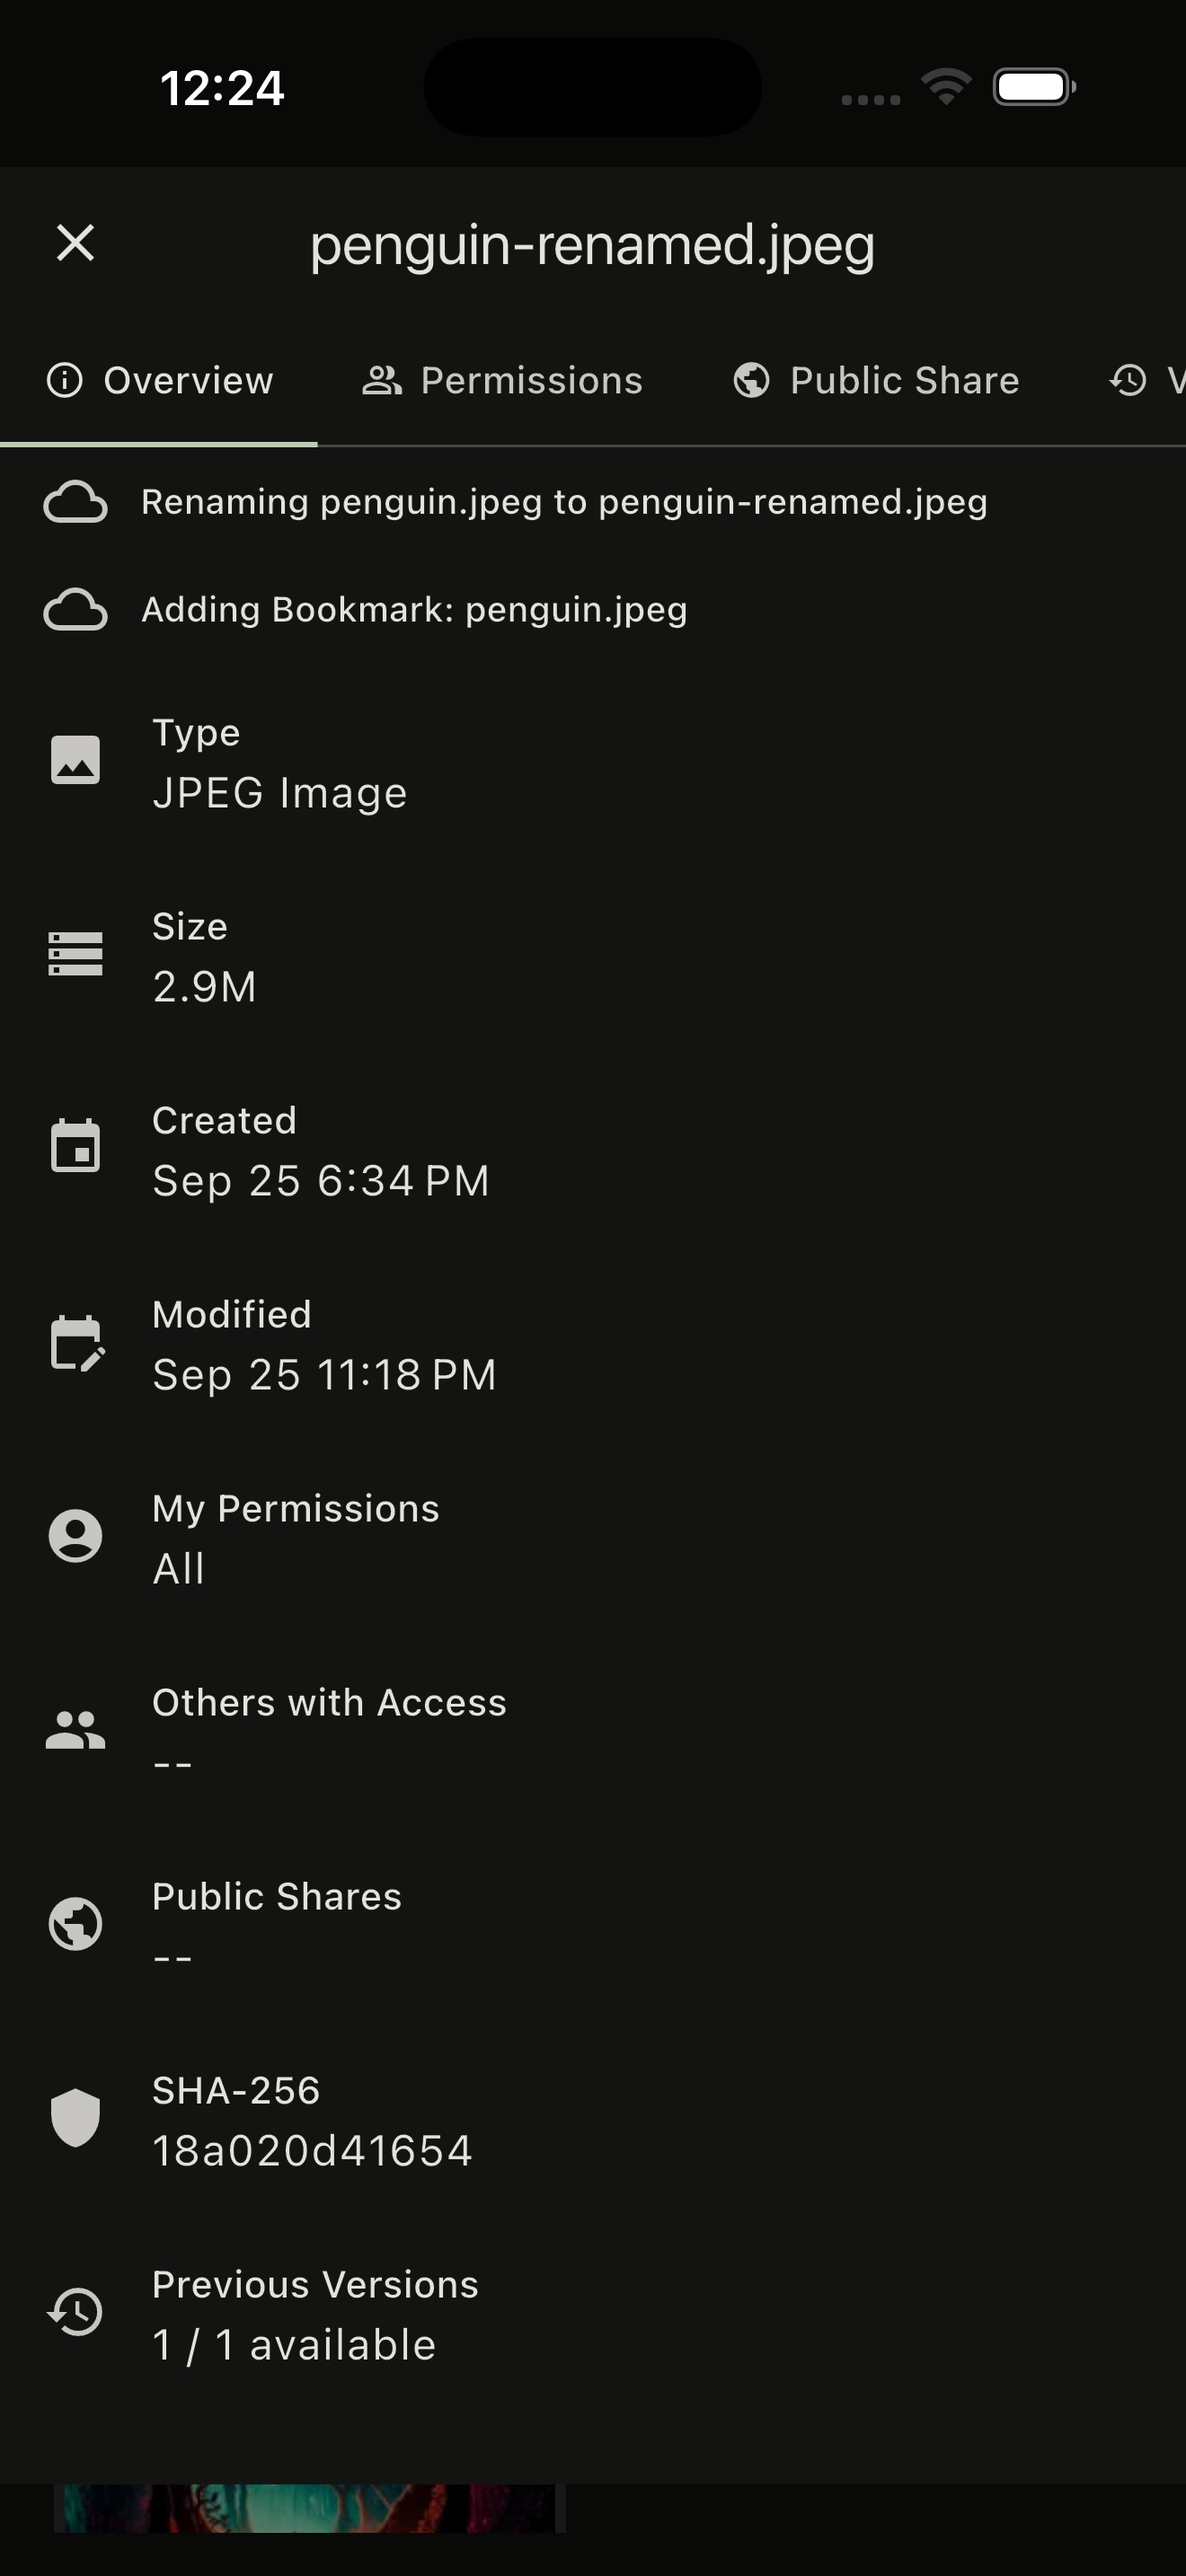 12:24
penguin-renamed.jpeg
Overview
Permissions
Public Share
V
Renaming penguin.jpeg to penguin-renamed.jpeg
Adding Bookmark: penguin.jpeg
Type
JPEG Image
Size
2.9M
Created
Sep 25 6:34 PM
Modified
Sep 25 11:18 PM
My Permissions
All
Others with Access
--
Public Shares
--
SHA-256
18a020d41654
Previous Versions
1 / 1 available